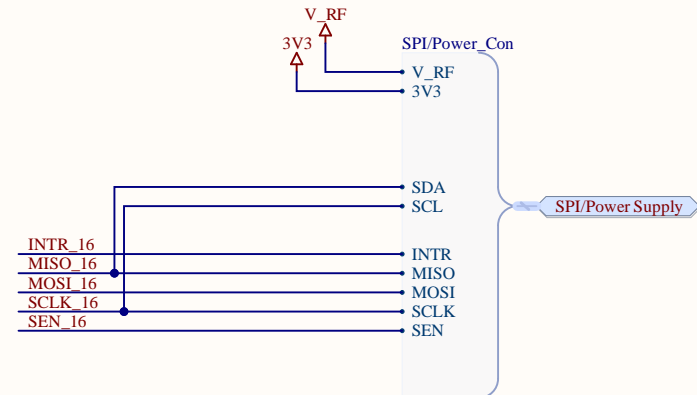 V_RF
3V3
SPI/Power_Con
V_RF
3V3
SDA
SCL
SPI/Power Supply
INTR_16
INTR
MISO_16
MISO
MOSI_16
MOSI
SCLK_16
SCLK
SEN_16
SEN